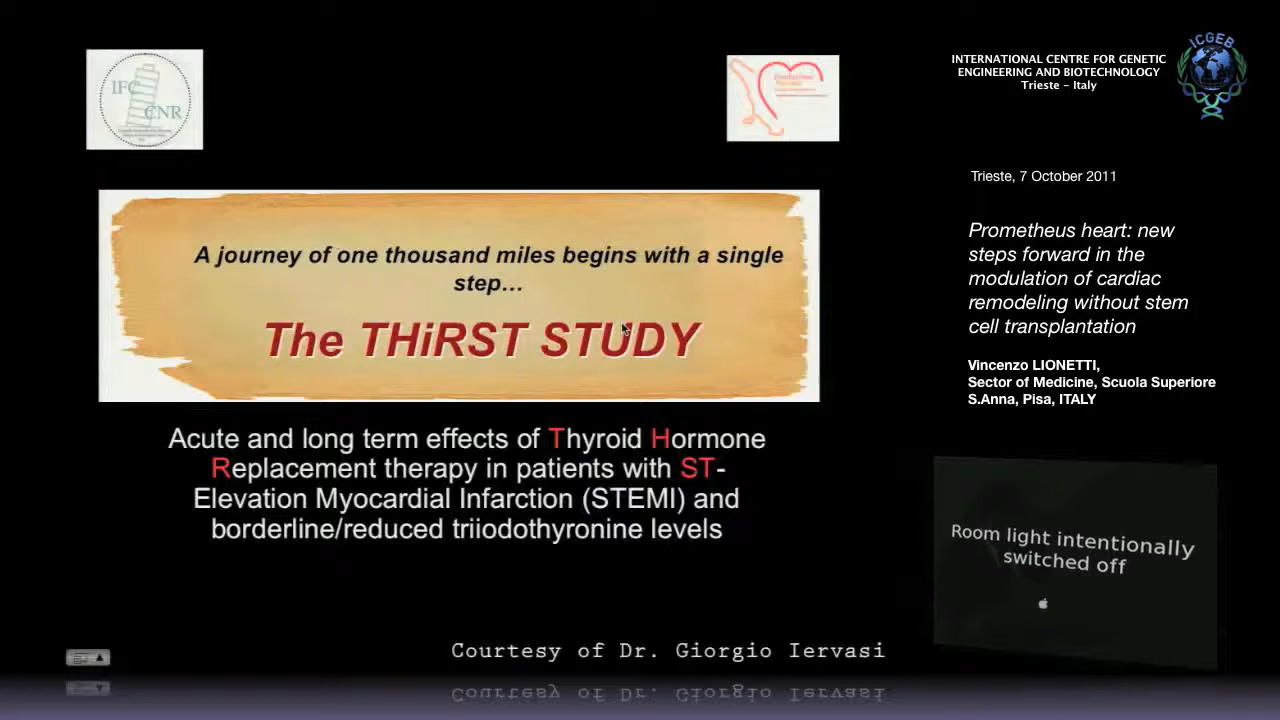 IFC
CNR
INTERNATIONAL CENTRE FOR GENETIC
ENGINEERING AND BIOTECHNOLOGY
Trieste - Italy
ICGEB
Trieste, 7 October 2011
A journey of one thousand miles begins with a single
step...
The THiRST STUDY
Prometheus heart: new
steps forward in the
modulation of cardiac
remodeling without stem
cell transplantation
Vincenzo LIONETTI,
Sector of Medicine, Scuola Superiore
S.Anna, Pisa, ITALY
Acute and long term effects of Thyroid Hormone
Replacement therapy in patients with ST-
Elevation Myocardial Infarction (STEMI) and
borderline/reduced triiodothyronine levels
Room light intentionally
switched off
Courtesy of Dr. Giorgio Iervasi